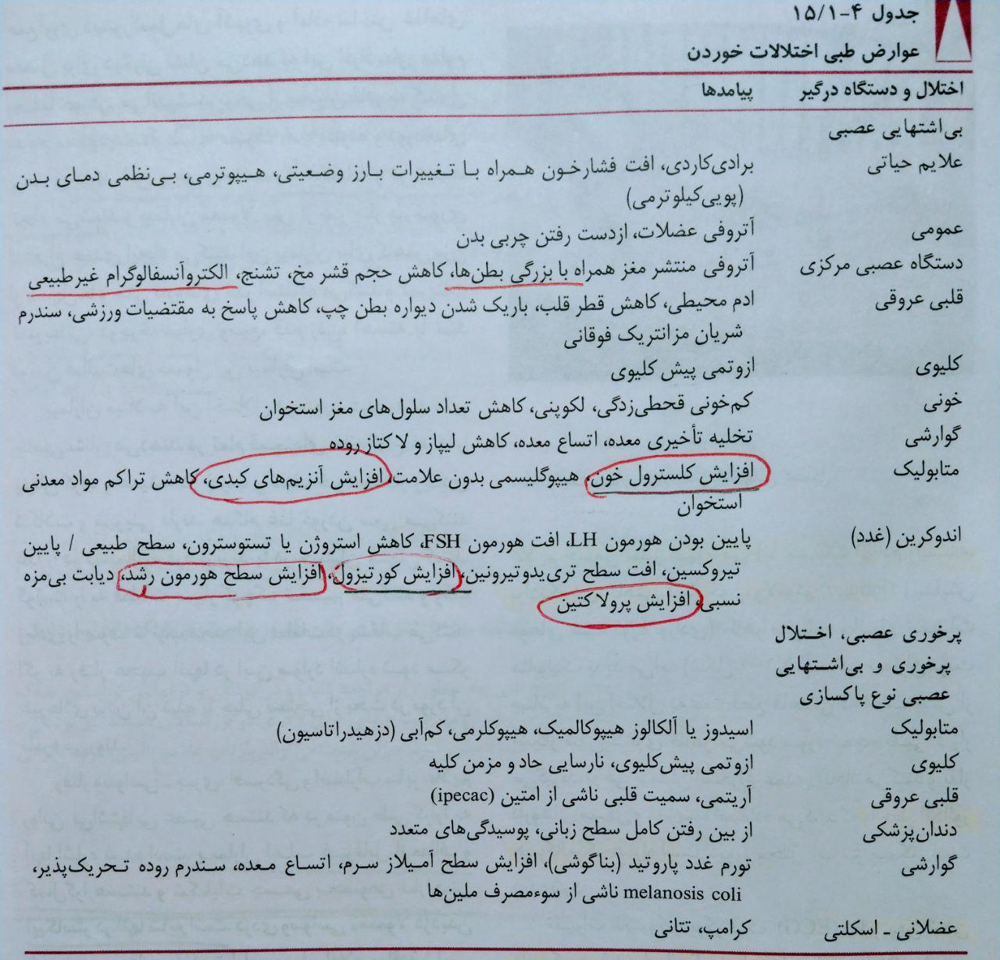 جدول ۴-۱۵/۱
عوارض طبی اختلالات خوردن
اختلال و دستگاه درگیر پیامدها
بی‌اشتهایی عصبی
علایم حیاتی برادی‌کاردی، افت فشارخون همراه با تغییرات بارز وضعیتی، هیپوترمی، بی‌نظمی دمای بدن
(پویی‌کیلوترمی)
عمومی آتروفی عضلات، ازدست رفتن چربی بدن
دستگاه عصبی مرکزی آتروفی منتشر مغز همراه با بزرگی بطن‌ها، کاهش حجم قشر مخ، تشنج، الکتروآنسفالوگرام غیرطبیعی
قلبی عروقی ادم محیطی، کاهش قطر قلب، باریک شدن دیواره بطن چپ، کاهش پاسخ به مقتضیات ورزشی، سندرم
شریان مزانتریک فوقانی
کلیوی ازوتمی پیش کلیوی
خونی کم‌خونی قحطی‌زدگی، لکوپنی، کاهش تعداد سلول‌های مغز استخوان
گوارشی تخلیه تأخیری معده، اتساع معده، کاهش لیپاز و لاکتاز روده
متابولیک افزایش کلسترول خون، هیپوگلیسمی بدون علامت، افزایش آنزیم‌های کبدی، کاهش تراکم مواد معدنی
استخوان
اندوکرین (غدد) پایین بودن هورمون LH، افت هورمون FSH، کاهش استروژن یا تستوسترون، سطح طبیعی / پایین
تیروکسین، افت سطح تری‌یدوتیرونین، افزایش کورتیزول، افزایش سطح هورمون رشد، دیابت بی‌مزه
نسبی، افزایش پرولاکتین
پرخوری عصبی، اختلال
پرخوری و بی‌اشتهایی
عصبی نوع پاکسازی
متابولیک اسیدوز یا آلکالوز هیپوکالمیک، هیپوکلرمی، کم‌آبی (دزهیدراتاسیون)
کلیوی ازوتمی پیش‌کلیوی، نارسایی حاد و مزمن کلیه
قلبی عروقی آریتمی، سمیت قلبی ناشی از امتین (ipecac)
دندان‌پزشکی از بین رفتن کامل سطح زبانی، پوسیدگی‌های متعدد
گوارشی تورم غدد پاروتید (بناگوشی)، افزایش سطح آمیلاز سرم، اتساع معده، سندرم روده تحریک‌پذیر،
melanosis coli ناشی از سوءمصرف ملین‌ها
عضلانی ـ اسکلتی کرامپ، تتانی